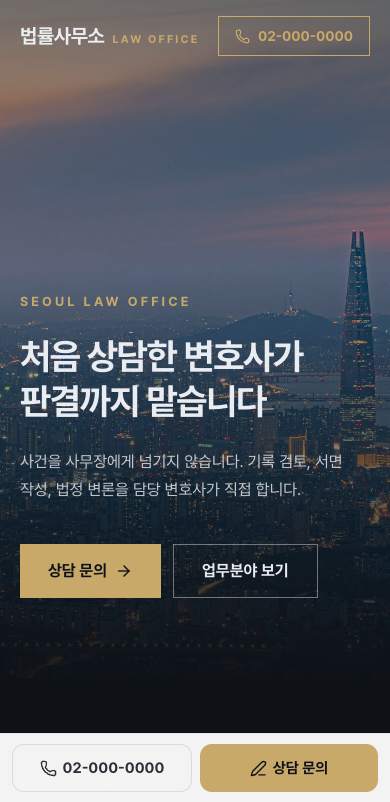 법률사무소 LAW OFFICE 02-000-0000
SEOUL LAW OFFICE
처음 상담한 변호사가
판결까지 맡습니다
사건을 사무장에게 넘기지 않습니다. 기록 검토, 서면
작성, 법정 변론을 담당 변호사가 직접 합니다.
상담 문의 → 업무분야 보기
02-000-0000 상담 문의